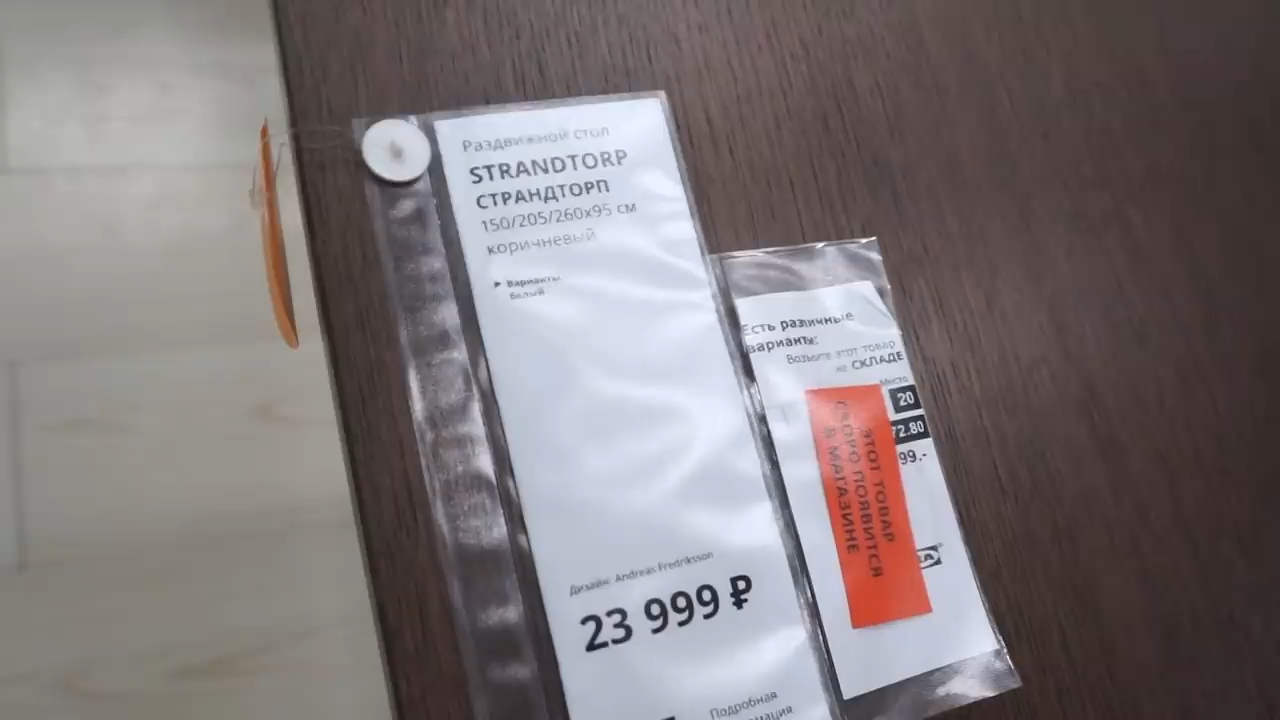 Раздвижной стол
STRANDTORP
СТРАНДТОРП
150/205/260x95 см
коричневый
► Варианты:
белый
Дизайн: Andreas Fredriksson
23 999 ₽
Подробная
Есть различные
варианты:
Возьмите этот товар
на СКЛАДЕ
Место
20
72.80
99.-
ЭТОТ ТОВАР
СКОРО ПОЯВИТСЯ
В МАГАЗИНЕ